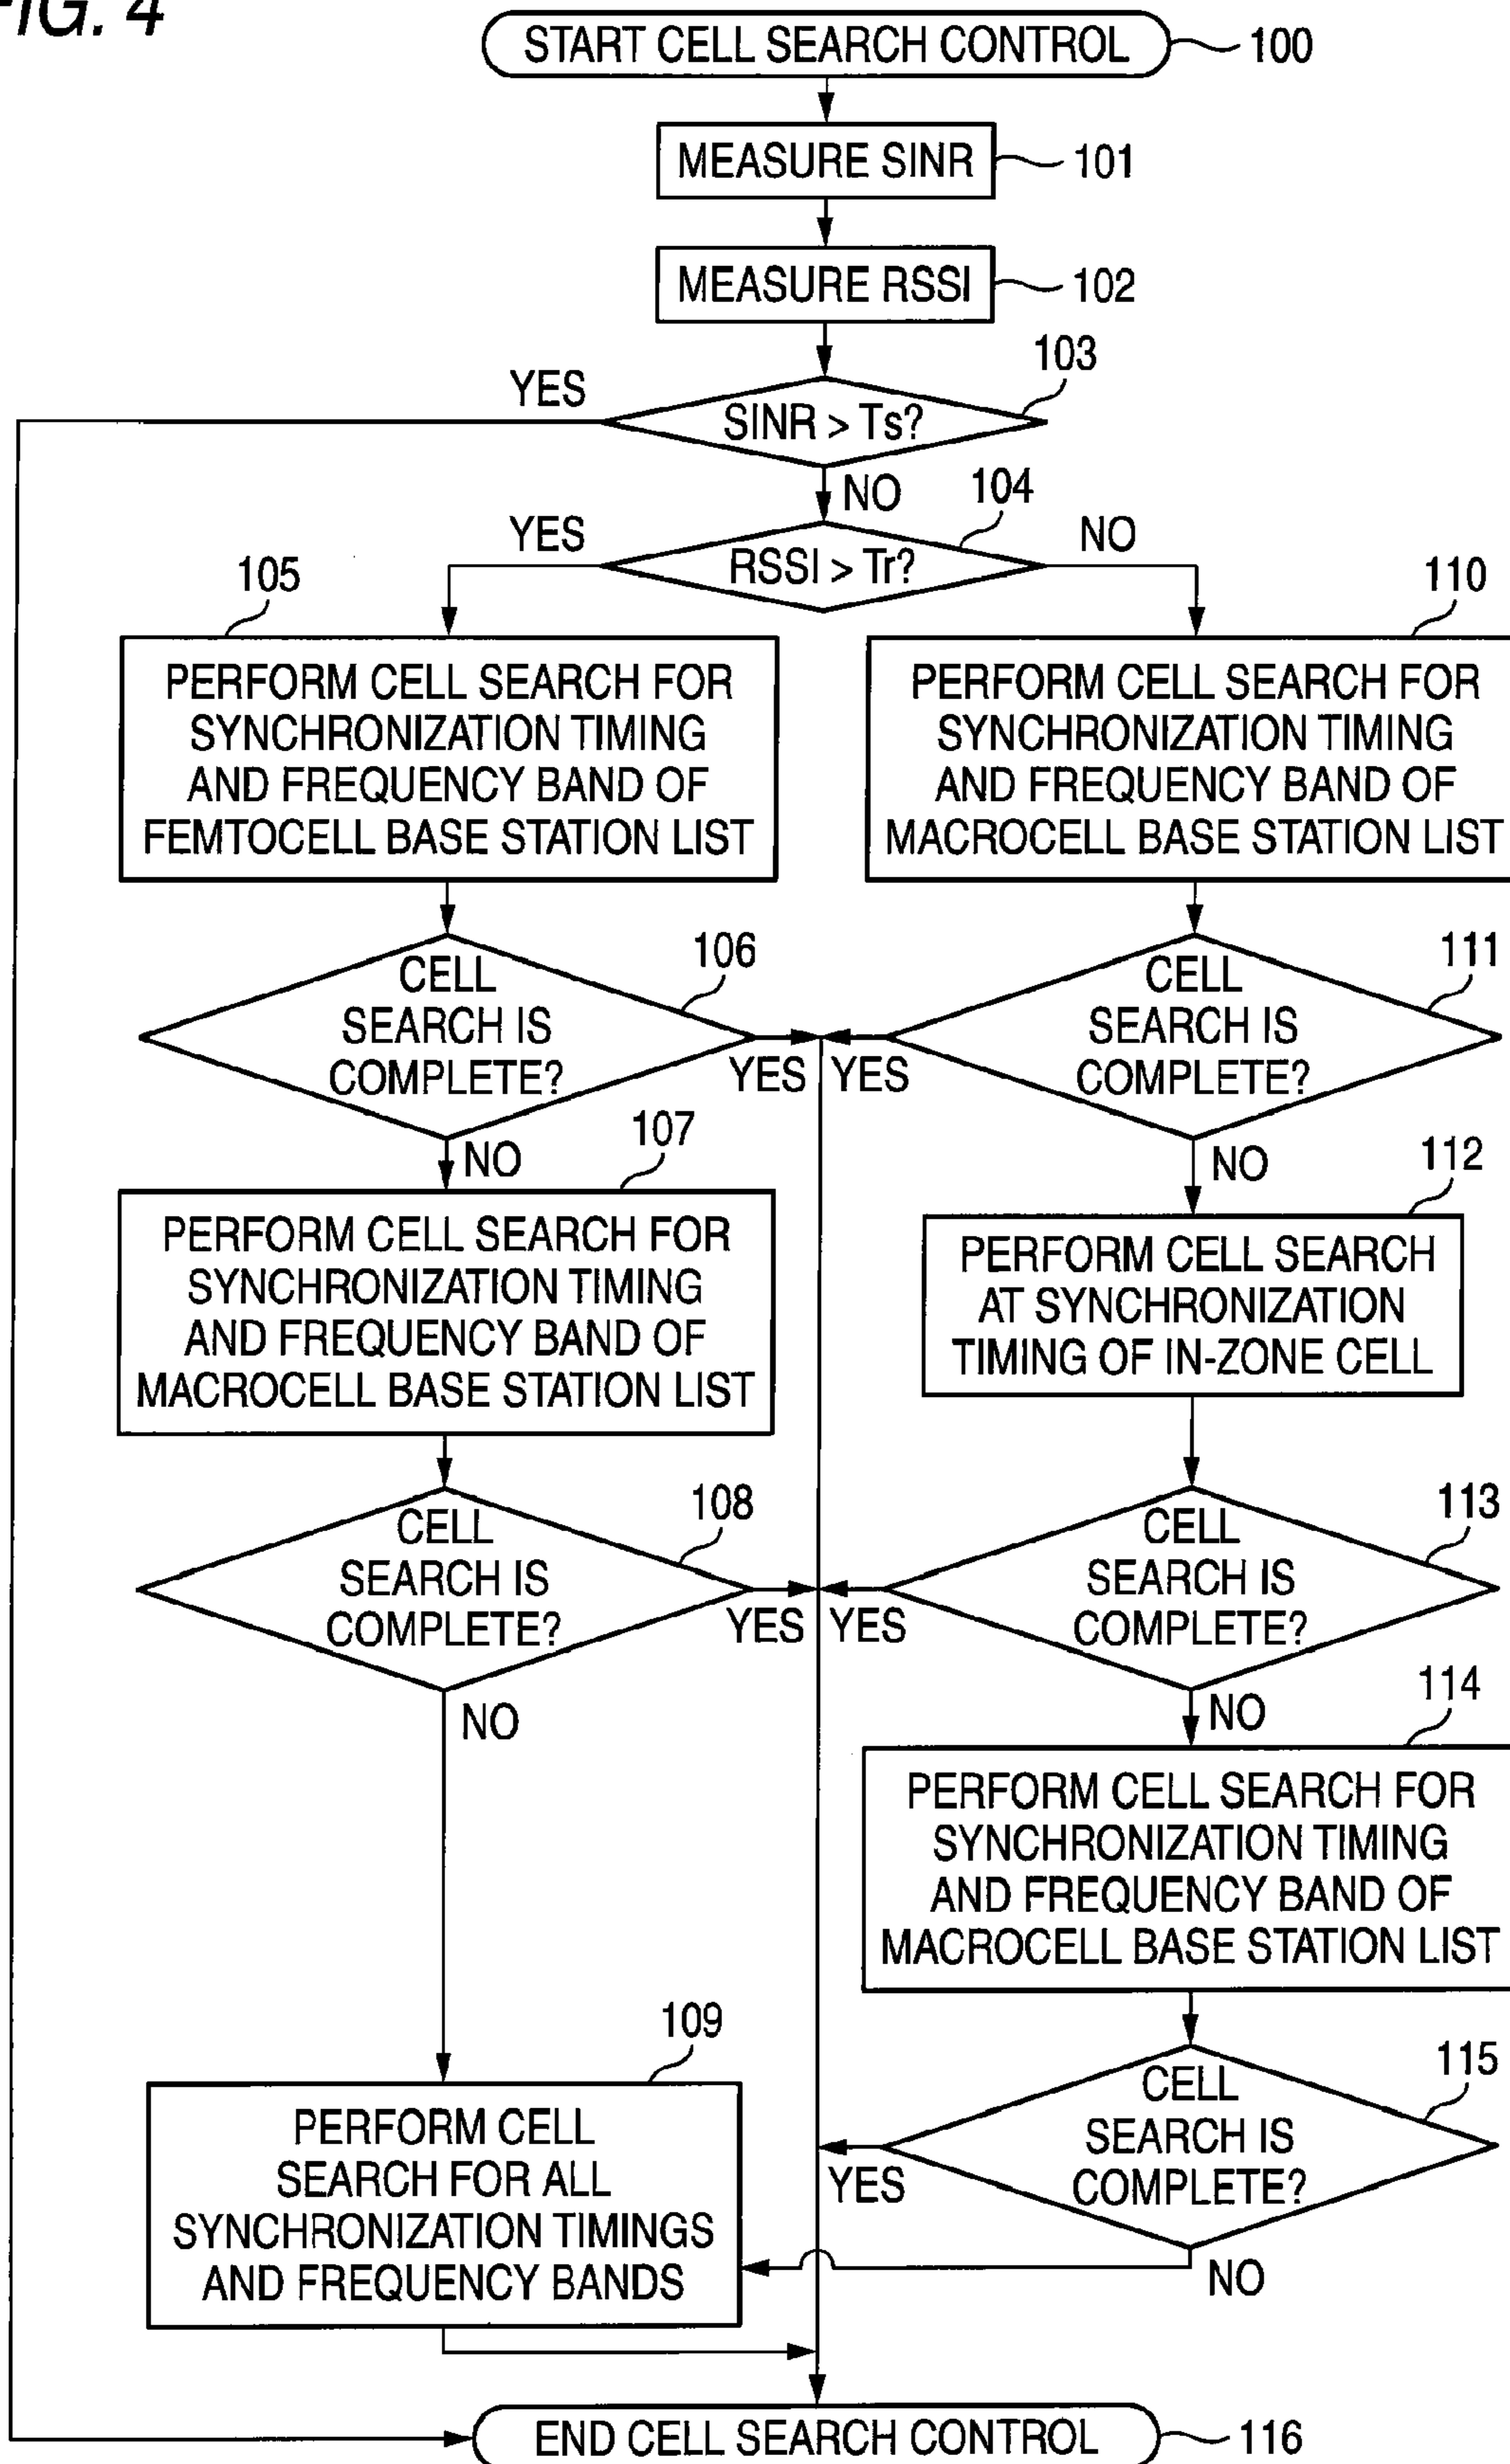 FIG. 4
START CELL SEARCH CONTROL
100
MEASURE SINR
101
MEASURE RSSI
102
103
YES
SINR > Ts?
NO
104
YES
RSSI > Tr?
NO
105
110
PERFORM CELL SEARCH FOR
SYNCHRONIZATION TIMING
AND FREQUENCY BAND OF
FEMTOCELL BASE STATION LIST
PERFORM CELL SEARCH FOR
SYNCHRONIZATION TIMING
AND FREQUENCY BAND OF
MACROCELL BASE STATION LIST
106
CELL
SEARCH IS
COMPLETE?
YES
111
CELL
SEARCH IS
COMPLETE?
YES
NO
107
NO
112
PERFORM CELL SEARCH FOR
SYNCHRONIZATION TIMING
AND FREQUENCY BAND OF
MACROCELL BASE STATION LIST
PERFORM CELL SEARCH
AT SYNCHRONIZATION
TIMING OF IN-ZONE CELL
108
CELL
SEARCH IS
COMPLETE?
YES
113
CELL
SEARCH IS
COMPLETE?
YES
NO
NO
114
PERFORM CELL SEARCH FOR
SYNCHRONIZATION TIMING
AND FREQUENCY BAND OF
MACROCELL BASE STATION LIST
109
PERFORM CELL
SEARCH FOR ALL
SYNCHRONIZATION TIMINGS
AND FREQUENCY BANDS
115
CELL
SEARCH IS
COMPLETE?
YES
NO
END CELL SEARCH CONTROL
116